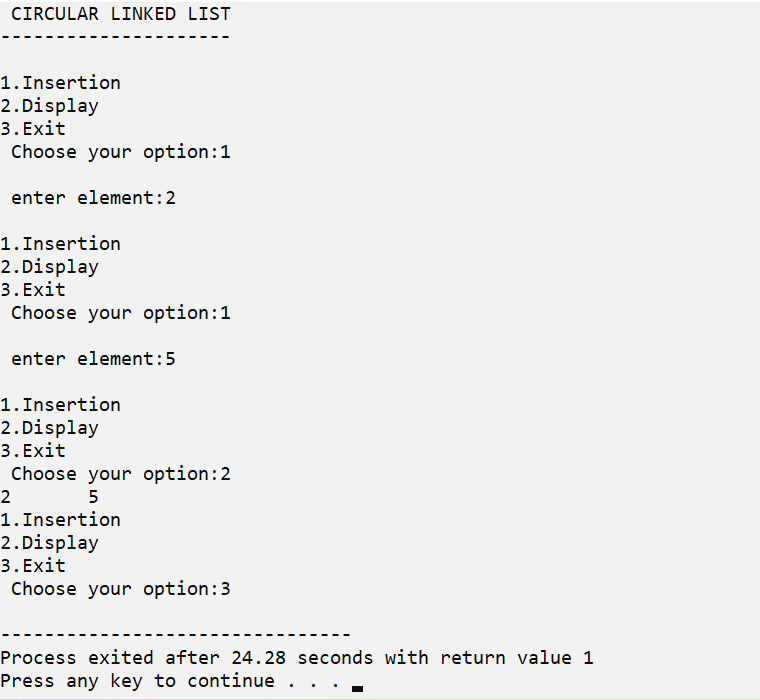 CIRCULAR LINKED LIST
---------------------
1.Insertion
2.Display
3.Exit
Choose your option:1
enter element:2
1.Insertion
2.Display
3.Exit
Choose your option:1
enter element:5
1.Insertion
2.Display
3.Exit
Choose your option:2
2       5
1.Insertion
2.Display
3.Exit
Choose your option:3
--------------------------------
Process exited after 24.28 seconds with return value 1
Press any key to continue . . .